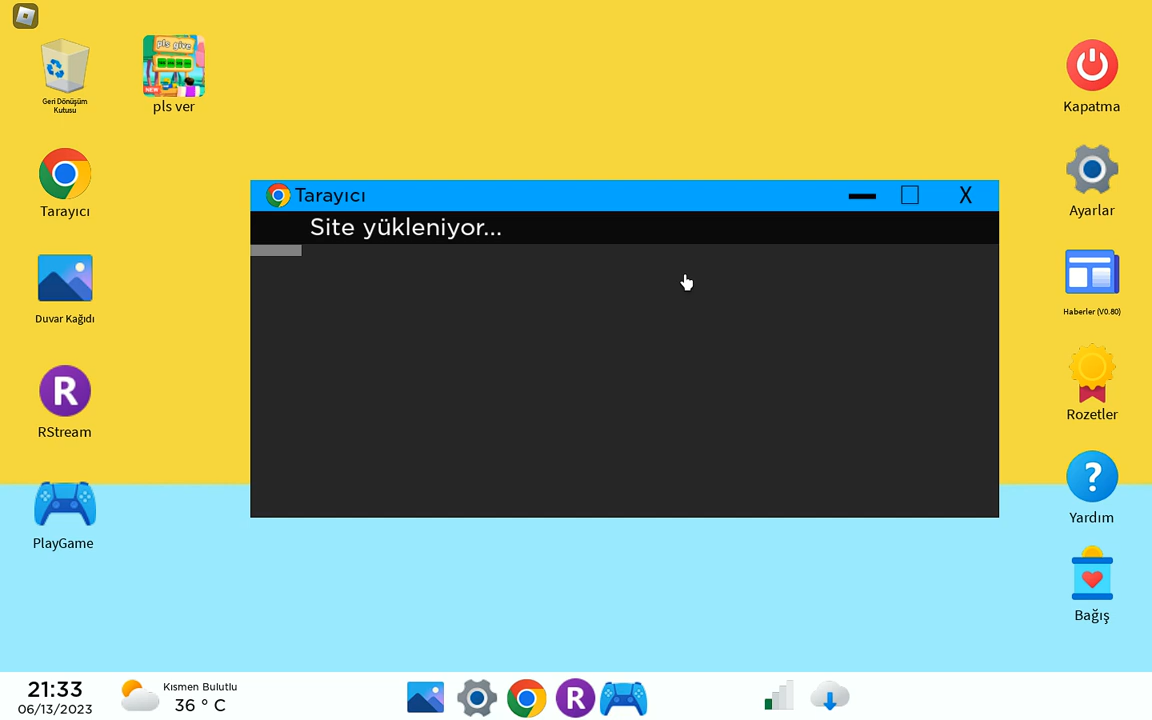 Geri Dönüşüm
Kutusu
pls give
NEW
pls ver
Tarayıcı
Duvar Kağıdı
R
RStream
PlayGame
Tarayıcı
X
Site yükleniyor...
Kapatma
Ayarlar
Haberler (V0.80)
Rozetler
?
Yardım
Bağış
21:33
06/13/2023
Kısmen Bulutlu
36 ° C
R